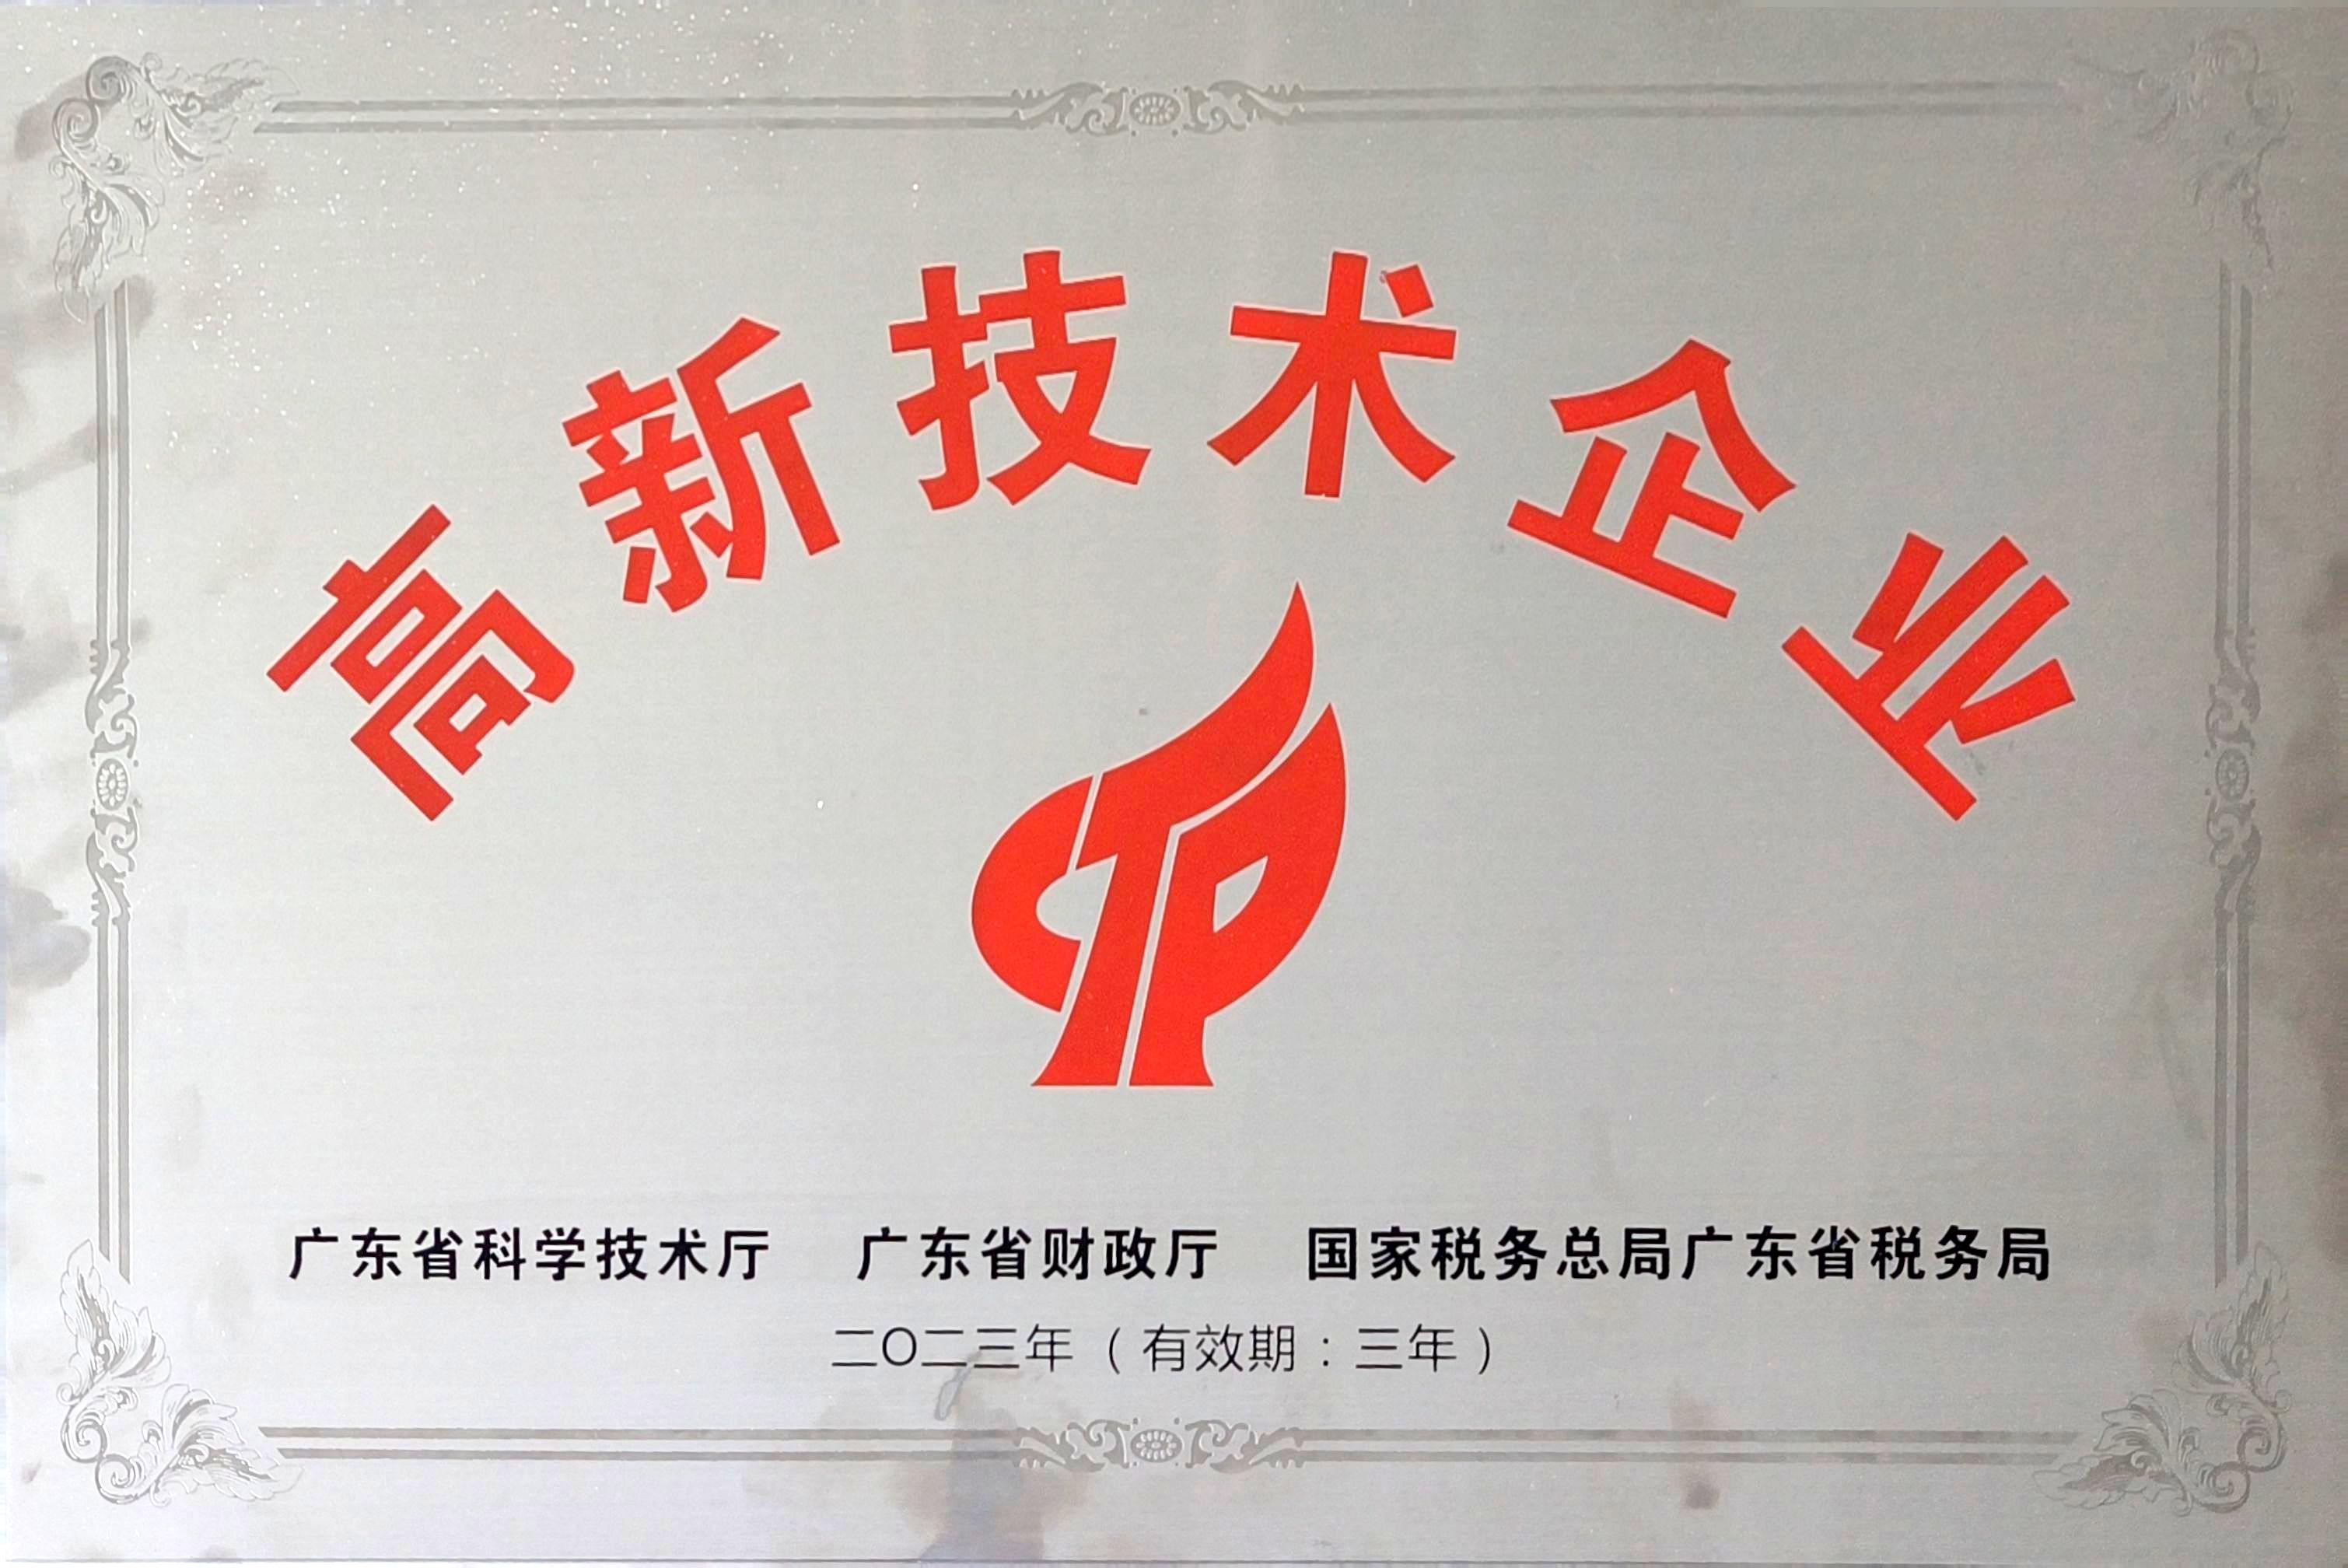 高新技术企业
广东省科学技术厅 广东省财政厅 国家税务总局广东省税务局
二〇二三年（有效期：三年）